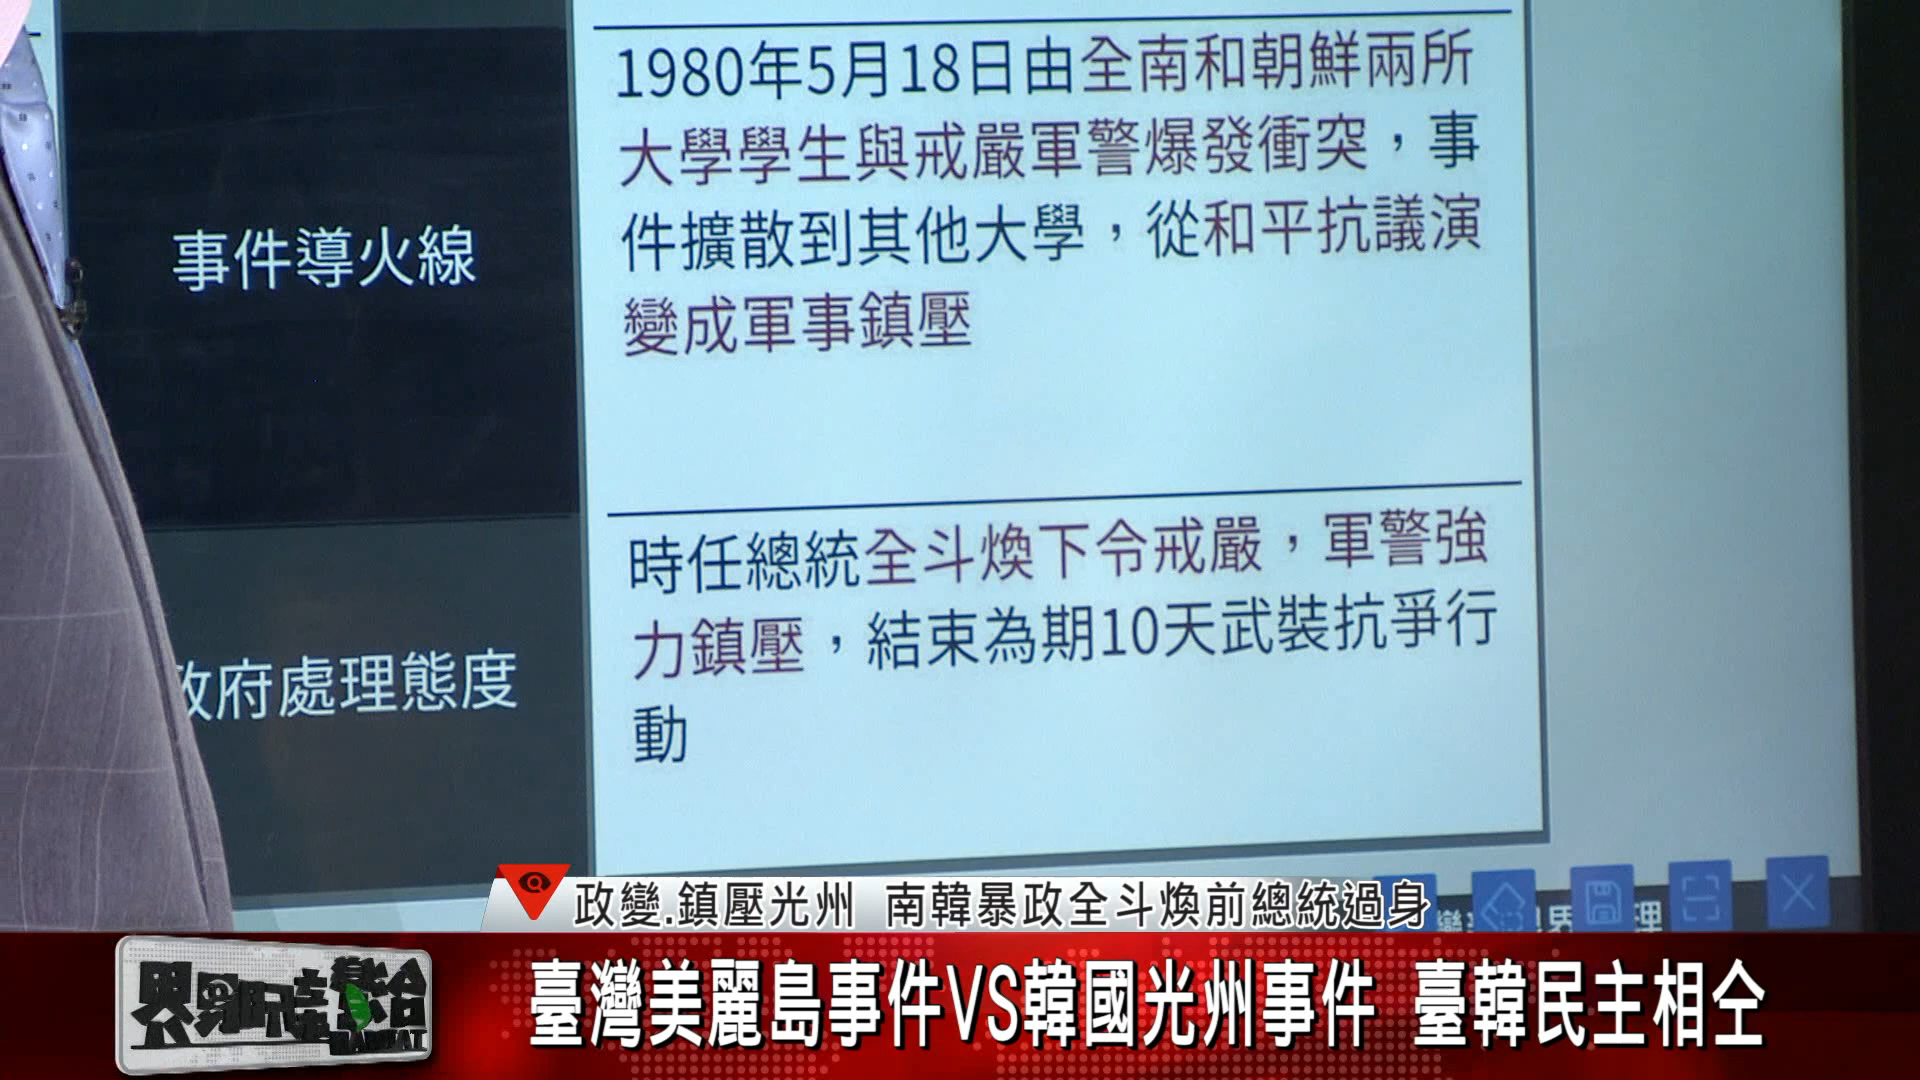 1980年5月18日由全南和朝鮮兩所
大學學生與戒嚴軍警爆發衝突，事
件擴散到其他大學，從和平抗議演
變成軍事鎮壓
事件導火線
時任總統全斗煥下令戒嚴，軍警強
力鎮壓，結束為期10天武裝抗爭行
動
政府處理態度
政變.鎮壓光州 南韓暴政全斗煥前總統過身
臺灣美麗島事件VS韓國光州事件 臺韓民主相仝